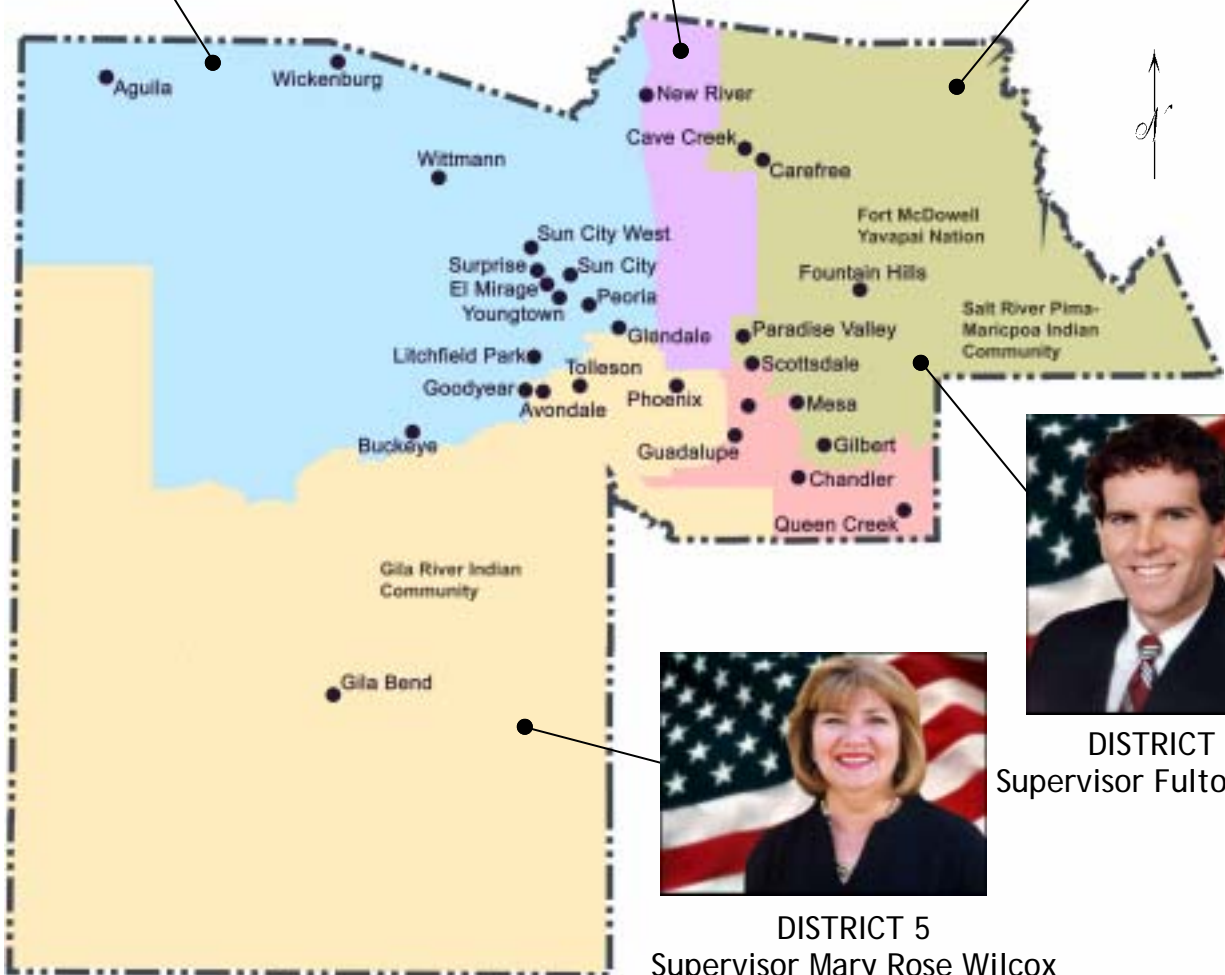 Aguila
Wickenburg
New River
Cave Creek
Carefree
Wittmann
Fort McDowell
Yavapai Nation
Sun City West
Surprise
Sun City
Fountain Hills
El Mirage
Peoria
Youngtown
Salt River Pima-
Maricpoa Indian
Community
Glendale
Paradise Valley
Litchfield Park
Scottsdale
Tolleson
Goodyear
Phoenix
Avondale
Mesa
Buckeye
Guadalupe
Gilbert
Chandler
Queen Creek
Gila River Indian
Community
Gila Bend
DISTRICT
Supervisor Fulto
DISTRICT 5
Supervisor Mary Rose Wilcox
N